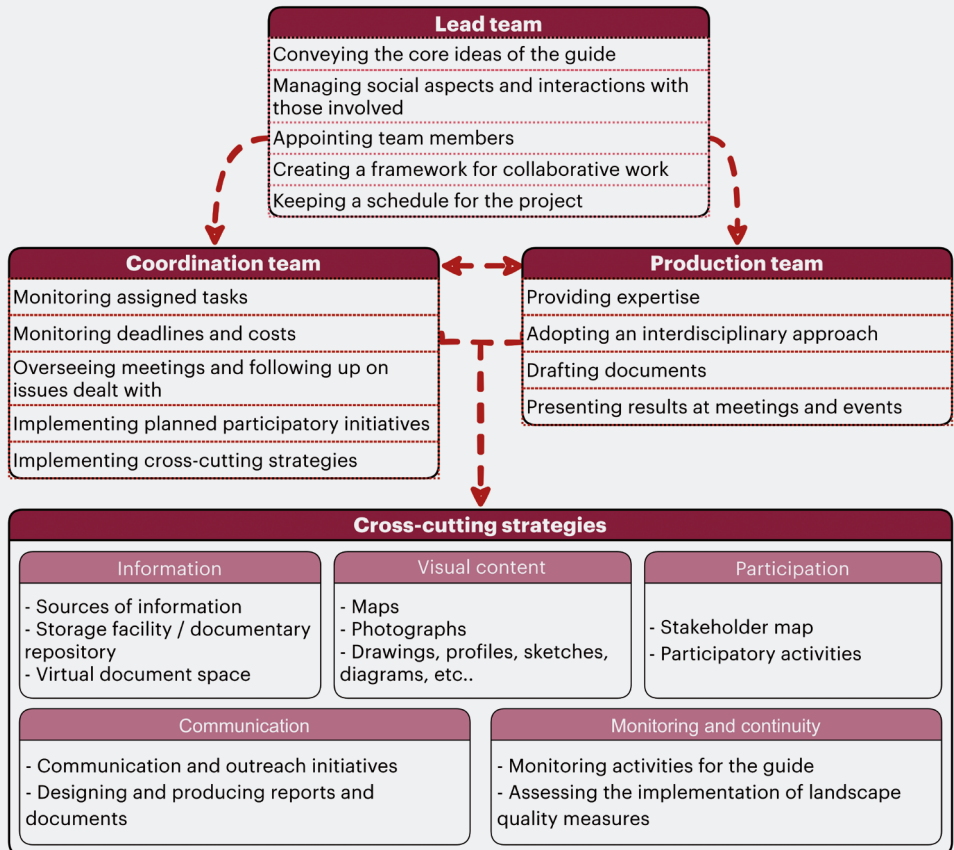 Lead team
Conveying the core ideas of the guide
Managing social aspects and interactions with
those involved
Appointing team members
Creating a framework for collaborative work
Keeping a schedule for the project
Coordination team
Monitoring assigned tasks
Monitoring deadlines and costs
Overseeing meetings and following up on
issues dealt with
Implementing planned participatory initiatives
Implementing cross-cutting strategies
Production team
Providing expertise
Adopting an interdisciplinary approach
Drafting documents
Presenting results at meetings and events
Cross-cutting strategies
Information
- Sources of information
- Storage facility / documentary
repository
- Virtual document space
Visual content
- Maps
- Photographs
- Drawings, profiles, sketches,
diagrams, etc..
Participation
- Stakeholder map
- Participatory activities
Communication
- Communication and outreach initiatives
- Designing and producing reports and
documents
Monitoring and continuity
- Monitoring activities for the guide
- Assessing the implementation of landscape
quality measures